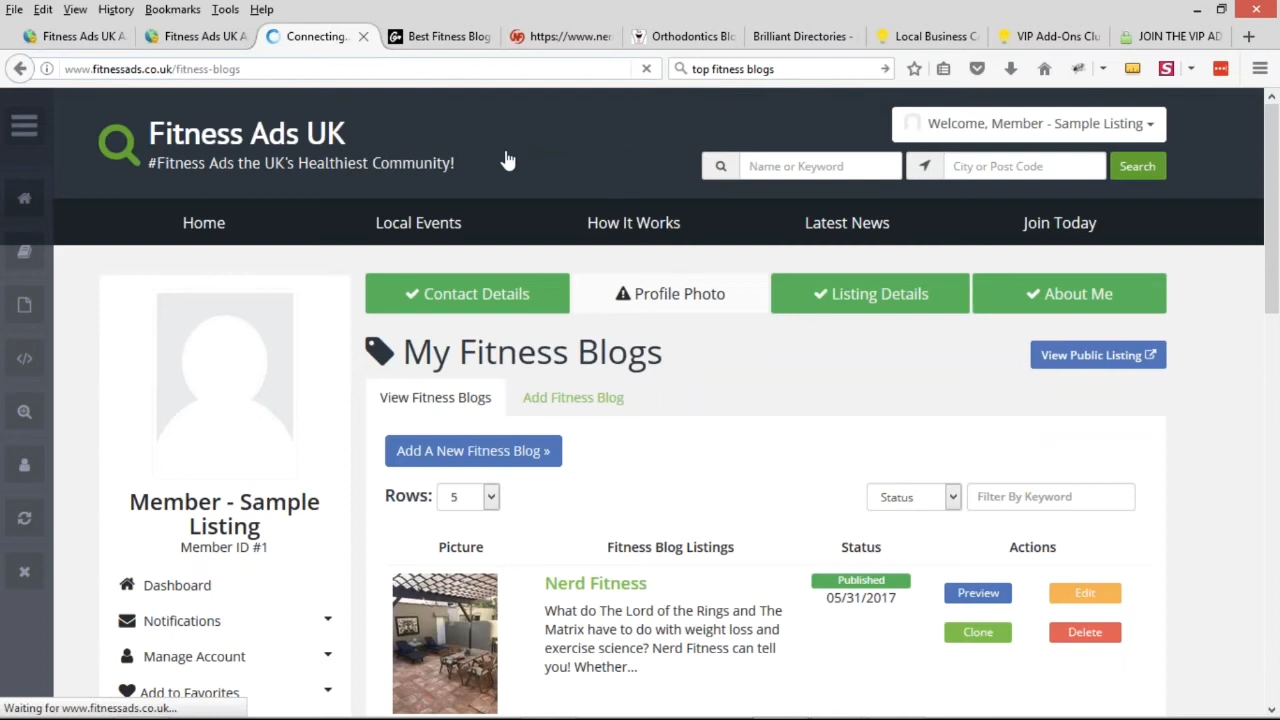 File Edit View History Bookmarks Tools Help
Fitness Ads UK A Fitness Ads UK A Connecting... Best Fitness Blog https://www.ner Orthodontics Blo Brilliant Directories - Local Business C VIP Add-Ons Clu JOIN THE VIP AD
www.fitnessads.co.uk/fitness-blogs top fitness blogs
Fitness Ads UK
#Fitness Ads the UK's Healthiest Community!
Welcome, Member - Sample Listing
Name or Keyword City or Post Code Search
Home Local Events How It Works Latest News Join Today
Contact Details Profile Photo Listing Details About Me
My Fitness Blogs
View Public Listing
View Fitness Blogs Add Fitness Blog
Add A New Fitness Blog »
Rows: 5 Status Filter By Keyword
Picture Fitness Blog Listings Status Actions
Nerd Fitness
What do The Lord of the Rings and The
Matrix have to do with weight loss and
exercise science? Nerd Fitness can tell
you! Whether...
Published
05/31/2017
Preview Edit
Clone Delete
Member - Sample
Listing
Member ID #1
Dashboard
Notifications
Manage Account
Add to Favorites
Waiting for www.fitnessads.co.uk...